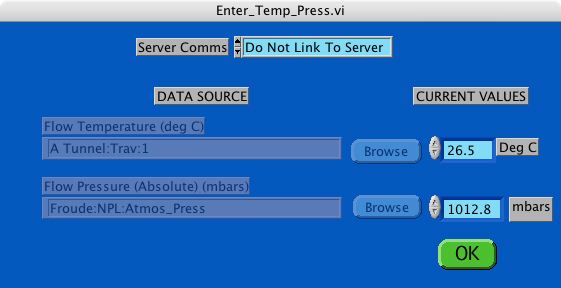 Enter_Temp_Press.vi
Server Comms Do Not Link To Server
DATA SOURCE CURRENT VALUES
Flow Temperature (deg C)
A Tunnel:Trav:1 Browse 26.5 Deg C
Flow Pressure (Absolute) (mbars)
Froude:NPL:Atmos_Press Browse 1012.8 mbars
OK